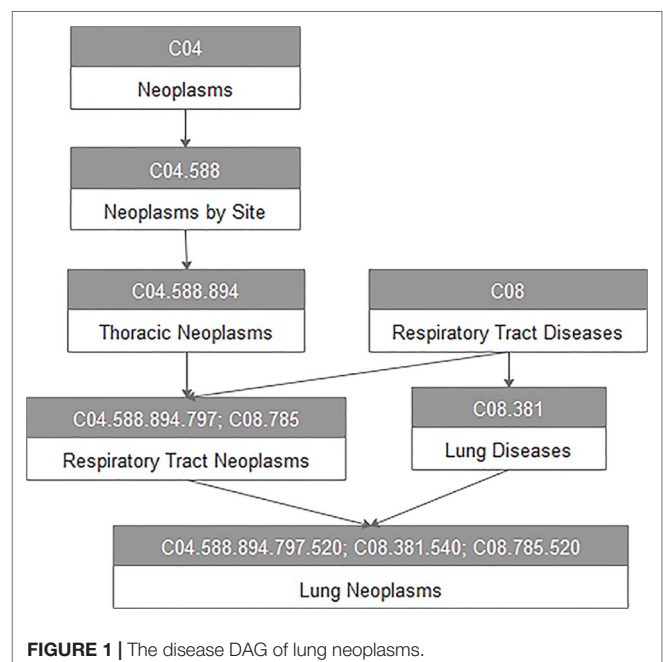 C04
Neoplasms
C04.588
Neoplasms by Site
C04.588.894
Thoracic Neoplasms
C08
Respiratory Tract Diseases
C04.588.894.797; C08.785
Respiratory Tract Neoplasms
C08.381
Lung Diseases
C04.588.894.797.520; C08.381.540; C08.785.520
Lung Neoplasms
FIGURE 1 | The disease DAG of lung neoplasms.